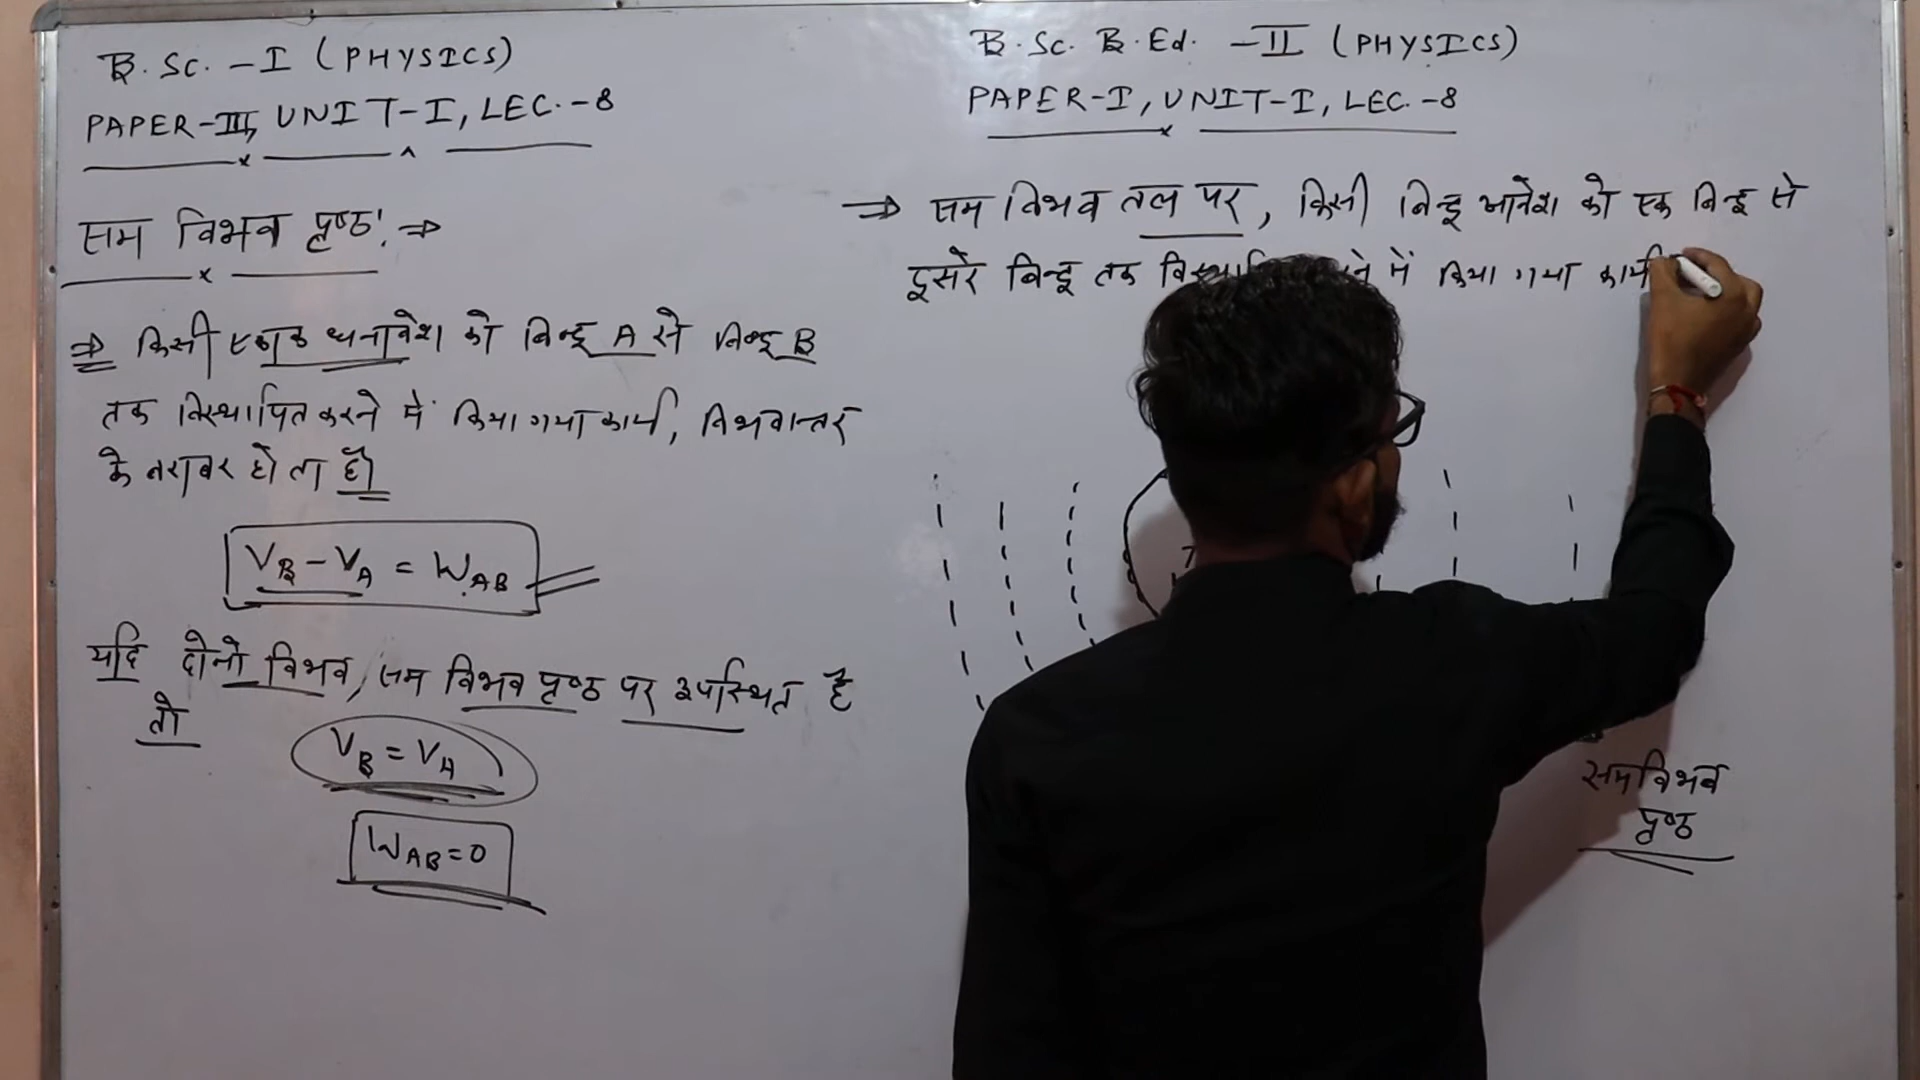 B.Sc. -I (PHYSICS)
PAPER-III, UNIT-I, LEC.-8
सम विभव पृष्ठ: ⇒
⇒ किसी एकांक धनावेश को बिन्दू A से बिन्दू B
तक विस्थापित करने में किया गया कार्य, विभवान्तर
के बराबर होता है।
V_B - V_A = W_AB
यदि दोनो विभव, सम विभव पृष्ठ पर उपस्थित है
तो
V_B = V_A
W_AB = 0
B.Sc. B.Ed. -II (PHYSICS)
PAPER-I, UNIT-I, LEC.-8
⇒ सम विभव तल पर, किसी बिन्दू आवेश को एक बिन्दू से
दूसरे बिन्दू तक में किया गया कार्य
समविभव
पृष्ठ